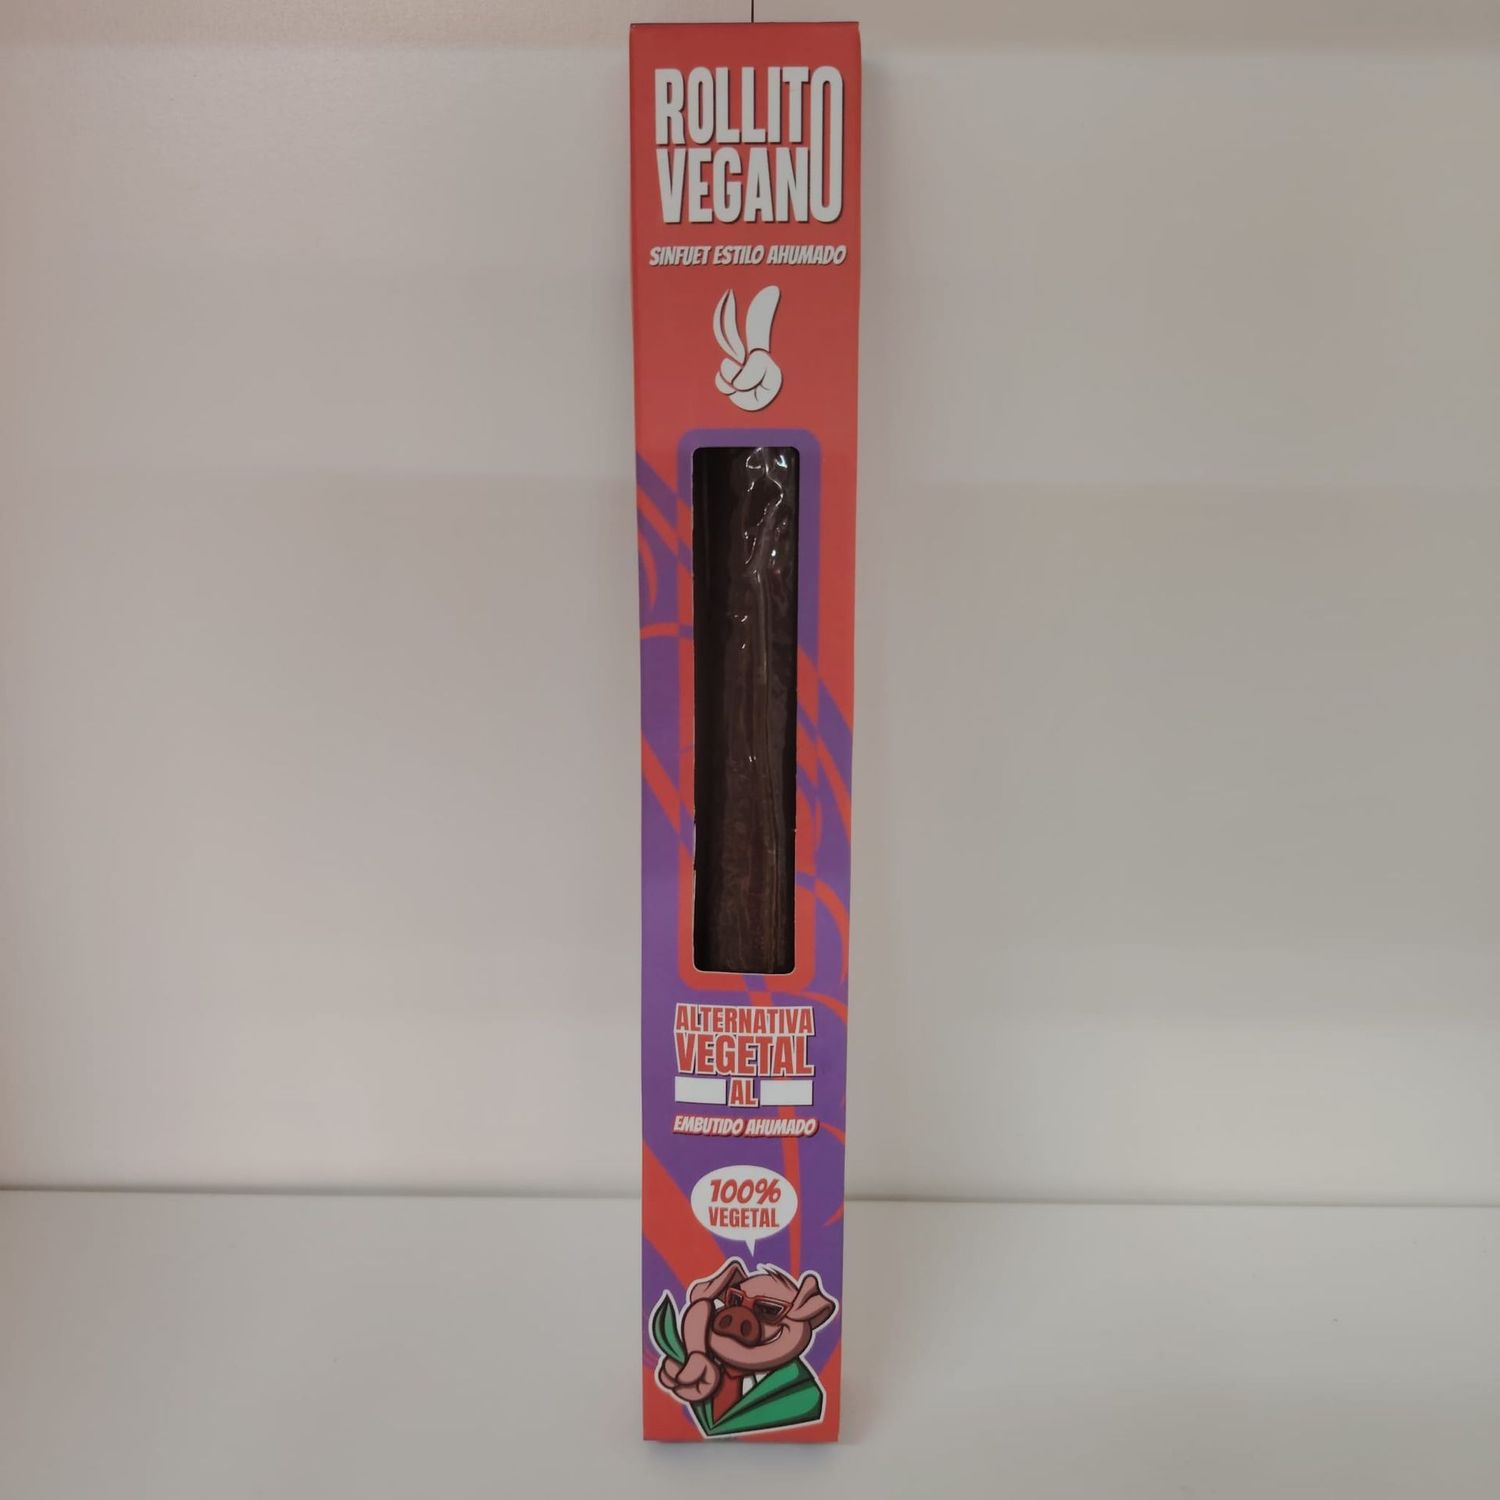 ROLLITO
VEGANO
SINFUET ESTILO AHUMADO
ALTERNATIVA
VEGETAL
AL
EMBUTIDO AHUMADO
100%
VEGETAL